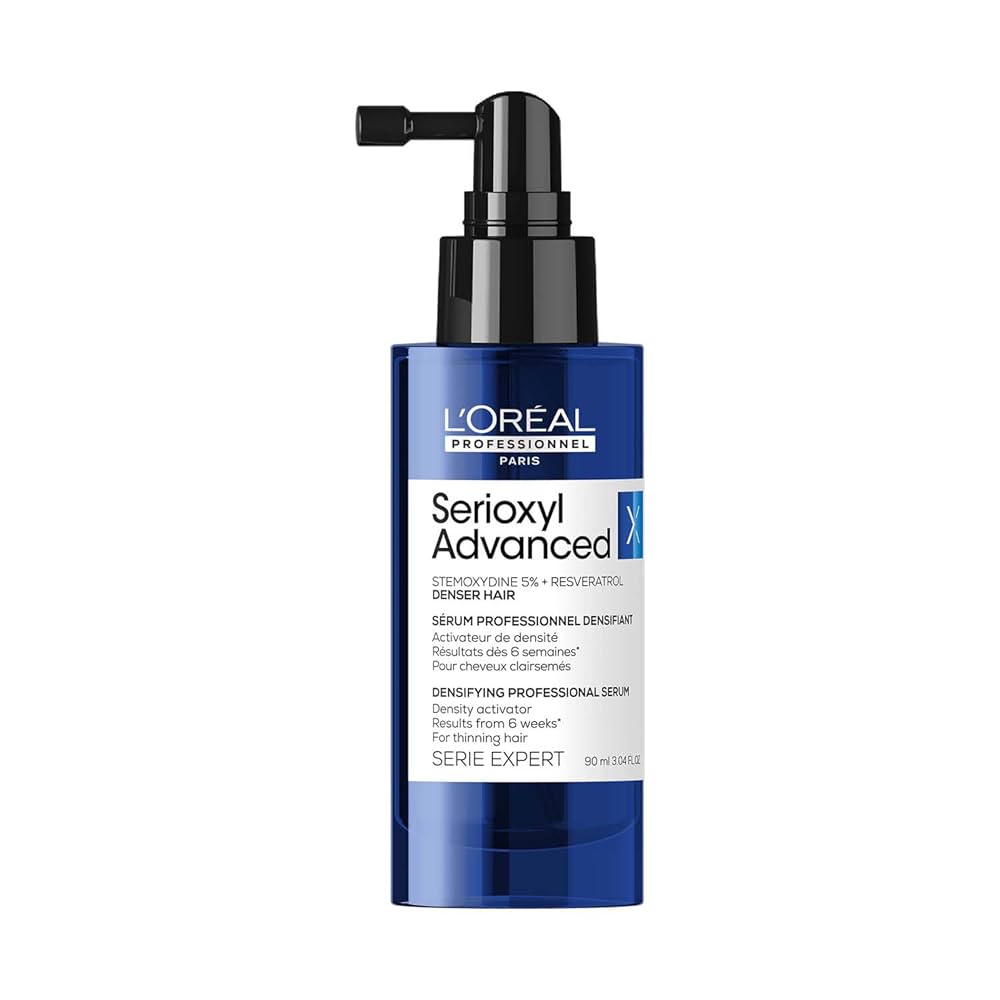 L'ORÉAL
PROFESSIONNEL
PARIS
Serioxyl
Advanced X
STEMOXYDINE 5% + RESVERATROL
DENSER HAIR
SÉRUM PROFESSIONNEL DENSIFIANT
Activateur de densité
Résultats dès 6 semaines*
Pour cheveux clairsemés
DENSIFYING PROFESSIONAL SERUM
Density activator
Results from 6 weeks*
For thinning hair
SERIE EXPERT 90 ml 3.04 FL.OZ